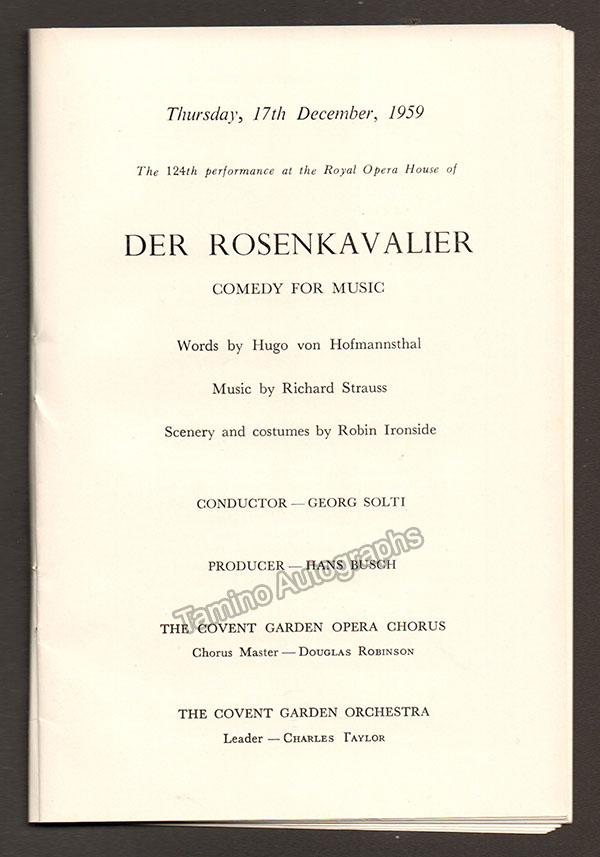 Thursday, 17th December, 1959
The 124th performance at the Royal Opera House of
DER ROSENKAVALIER
COMEDY FOR MUSIC
Words by Hugo von Hofmannsthal
Music by Richard Strauss
Scenery and costumes by Robin Ironside
CONDUCTOR — GEORG SOLTI
PRODUCER — HANS BUSCH
Tamino Autographs
THE COVENT GARDEN OPERA CHORUS
Chorus Master — DOUGLAS ROBINSON
THE COVENT GARDEN ORCHESTRA
Leader — CHARLES TAYLOR